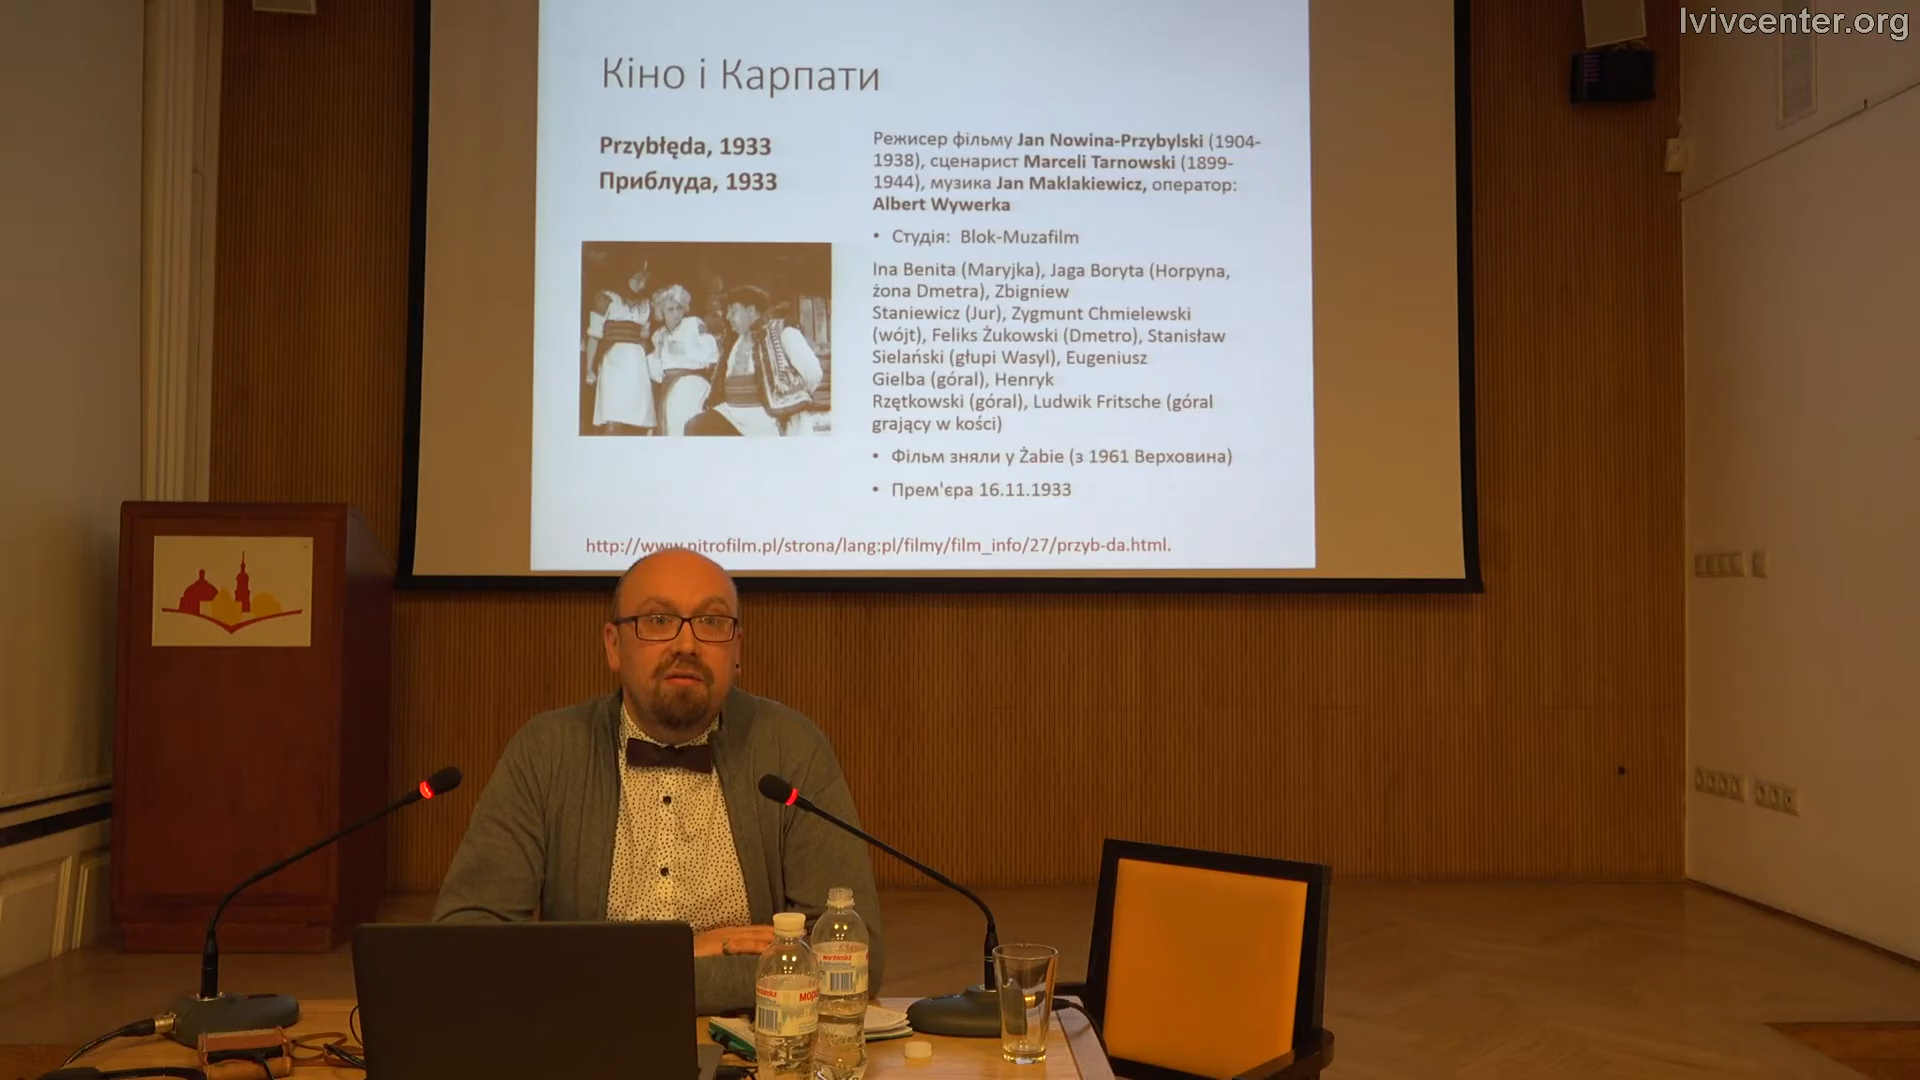 lvivcenter.org
Кіно і Карпати
Przybłęda, 1933
Приблуда, 1933
Режисер фільму Jan Nowina-Przybylski (1904-
1938), сценарист Marceli Tarnowski (1899-
1944), музика Jan Maklakiewicz, оператор:
Albert Wywerka
• Студія: Blok-Muzafilm
Ina Benita (Maryjka), Jaga Boryta (Horpyna,
żona Dmetra), Zbigniew
Staniewicz (Jur), Zygmunt Chmielewski
(wójt), Feliks Żukowski (Dmetro), Stanisław
Sielański (głupi Wasyl), Eugeniusz
Gielba (góral), Henryk
Rzętkowski (góral), Ludwik Fritsche (góral
grający w kości)
• Фільм зняли у Żabie (з 1961 Верховина)
• Прем'єра 16.11.1933
http://www.nitrofilm.pl/strona/lang:pl/filmy/film_info/27/przyb-da.html.